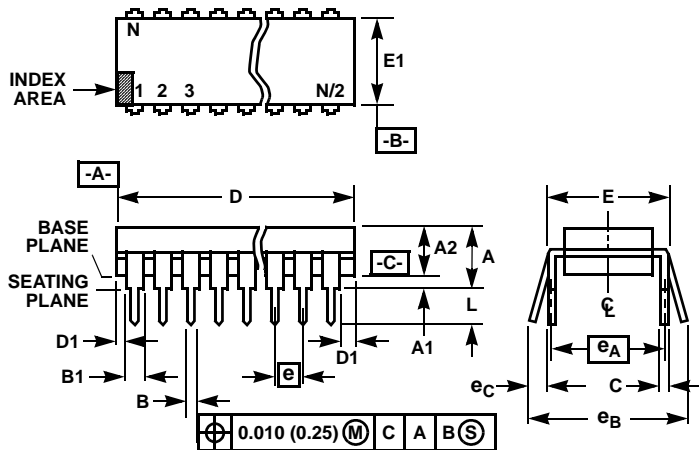 N
INDEX
AREA
1 2 3 N/2
E1
-B-
-A-
D
E
BASE
PLANE
A2
A
-C-
SEATING
PLANE
L
C̲L
D1
B1
B
e
D1
A1
eA
eC
C
eB
⌖ 0.010 (0.25) Ⓜ C A B Ⓢ